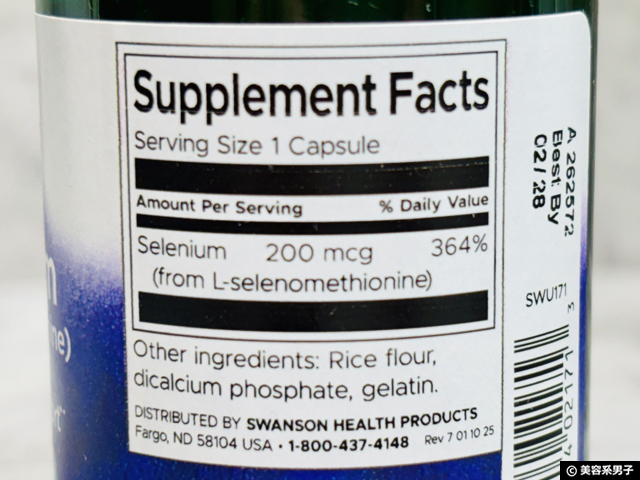 Supplement Facts
Serving Size 1 Capsule
Amount Per Serving % Daily Value
Selenium 200 mcg 364%
(from L-selenomethionine)
Other ingredients: Rice flour,
dicalcium phosphate, gelatin.
DISTRIBUTED BY SWANSON HEALTH PRODUCTS
Fargo, ND 58104 USA • 1-800-437-4148 Rev 7 01 10 25
A 262572
Best By
02/28
SWU171
© 美容系男子